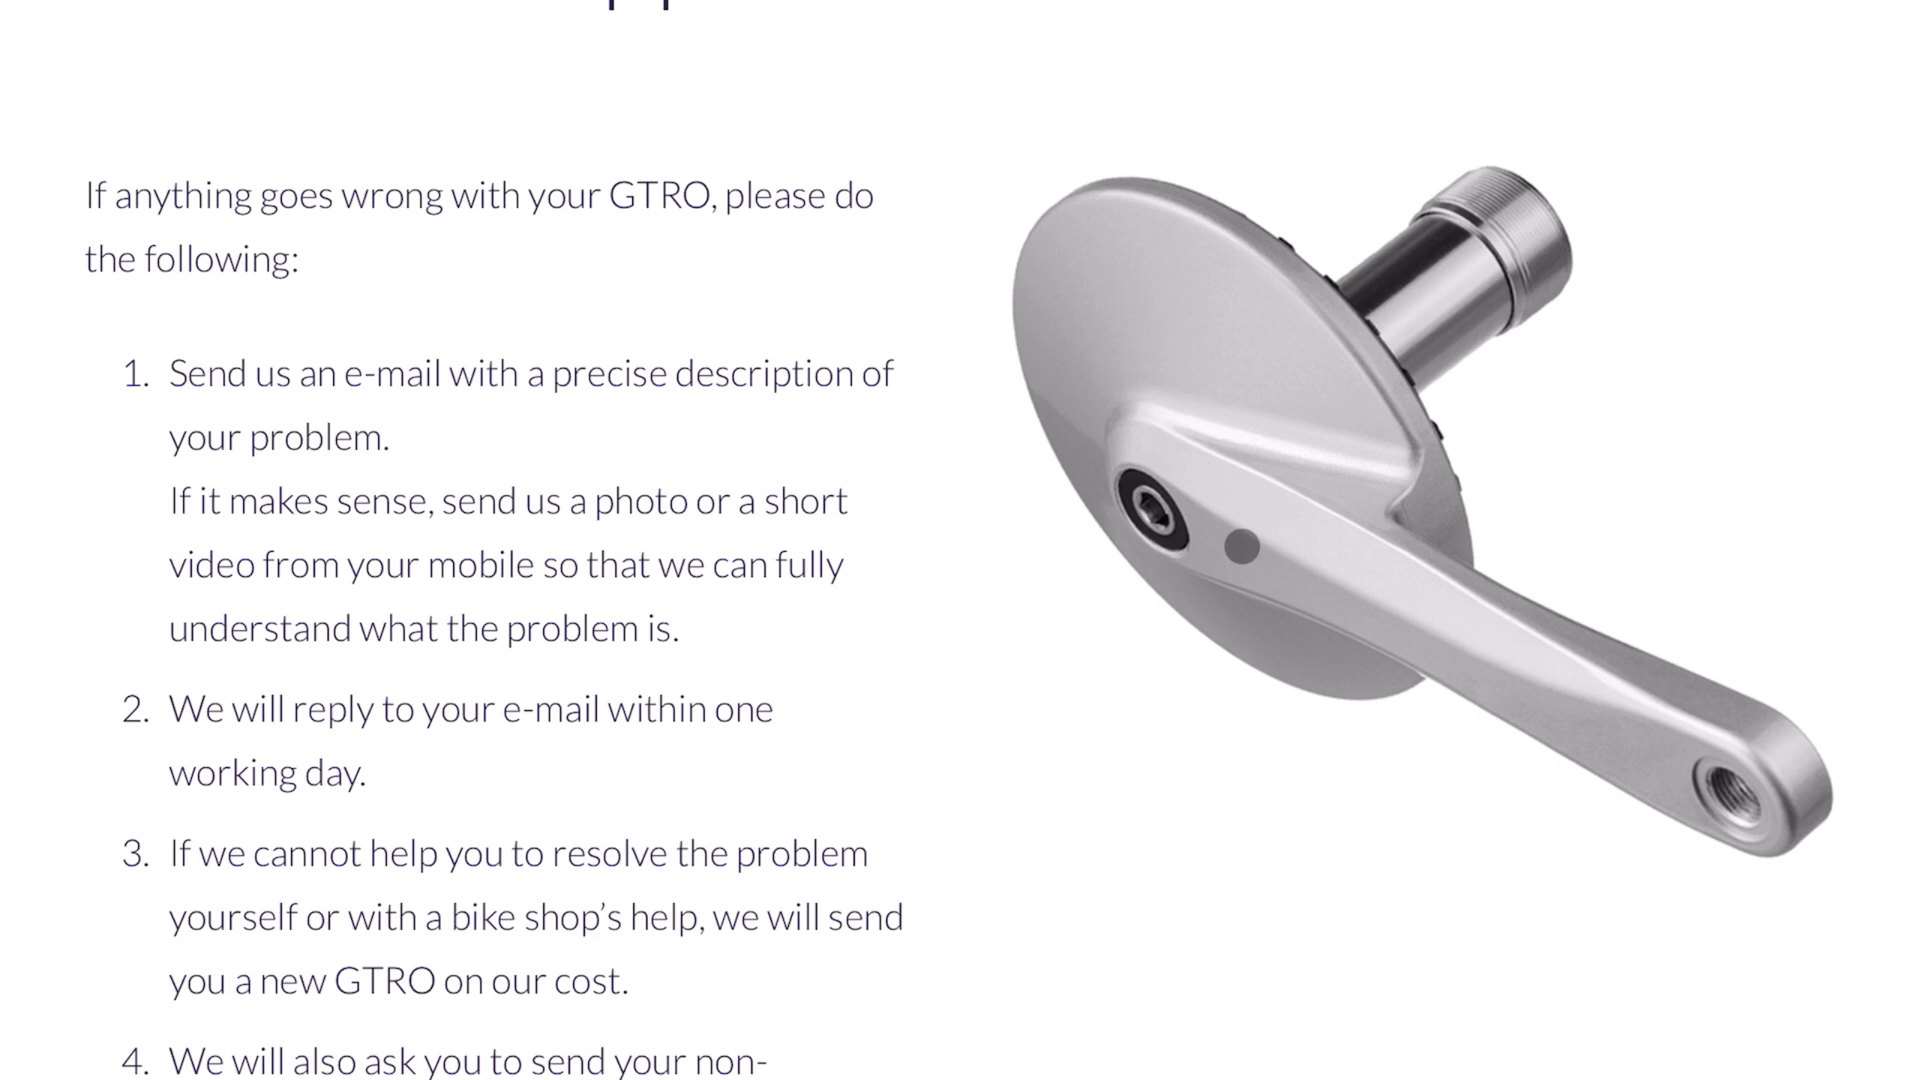 If anything goes wrong with your GTRO, please do
the following:
1. Send us an e-mail with a precise description of
your problem.
If it makes sense, send us a photo or a short
video from your mobile so that we can fully
understand what the problem is.
2. We will reply to your e-mail within one
working day.
3. If we cannot help you to resolve the problem
yourself or with a bike shop’s help, we will send
you a new GTRO on our cost.
4. We will also ask you to send your non-